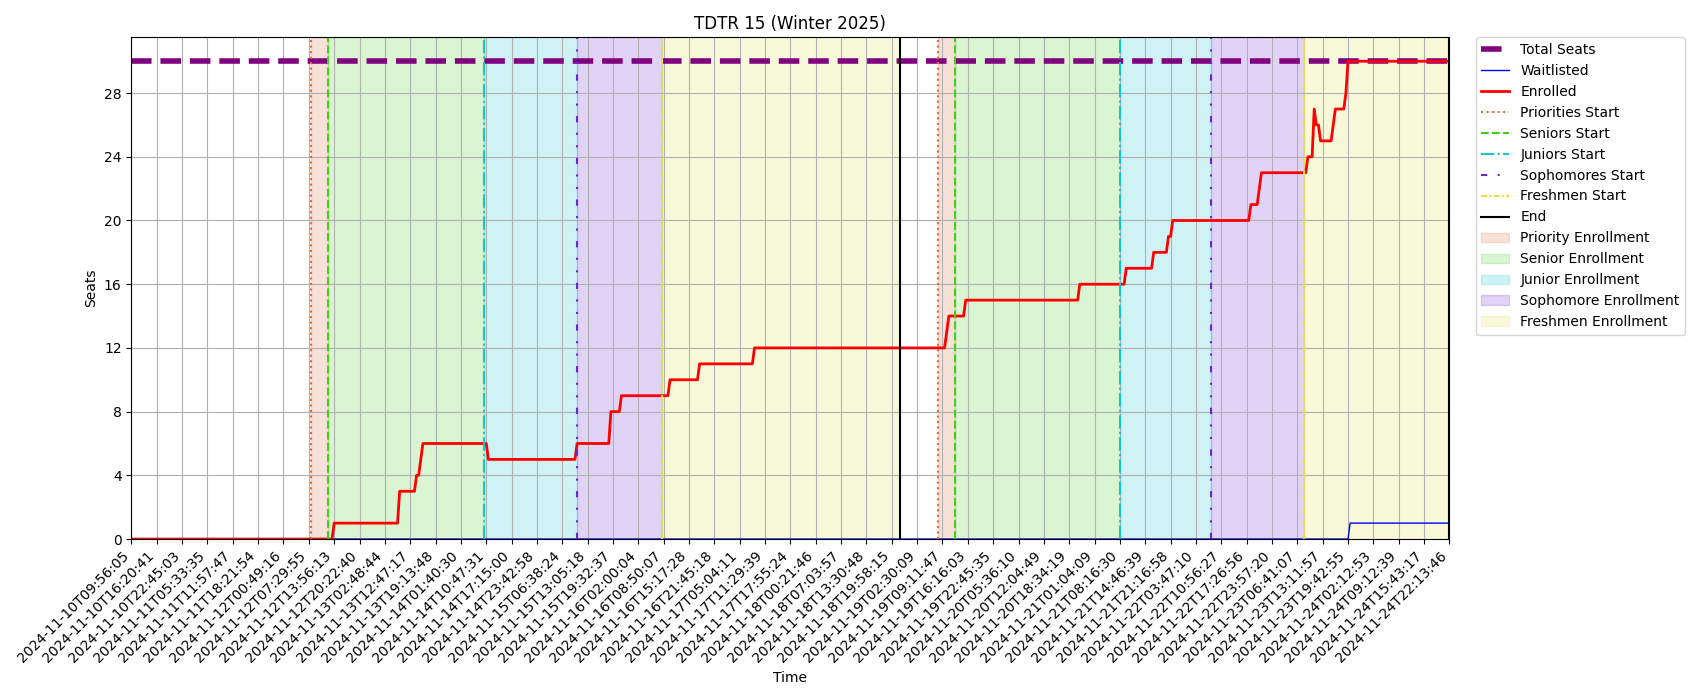 TDTR 15 (Winter 2025)
Seats
28
24
20
16
12
8
4
0
2024-11-10T09:56:05
2024-11-10T16:20:41
2024-11-10T22:45:03
2024-11-11T05:33:35
2024-11-11T11:57:47
2024-11-11T18:21:54
2024-11-12T00:49:16
2024-11-12T07:29:55
2024-11-12T13:56:13
2024-11-12T20:22:40
2024-11-13T02:48:44
2024-11-13T12:47:17
2024-11-13T19:13:48
2024-11-14T01:40:30
2024-11-14T10:47:31
2024-11-14T17:15:00
2024-11-14T23:42:58
2024-11-15T06:38:24
2024-11-15T13:05:18
2024-11-15T19:32:37
2024-11-16T02:00:04
2024-11-16T08:50:07
2024-11-16T15:17:28
2024-11-16T21:45:18
2024-11-17T05:04:11
2024-11-17T11:29:39
2024-11-17T17:55:24
2024-11-18T00:21:46
2024-11-18T07:03:57
2024-11-18T13:30:48
2024-11-18T19:58:15
2024-11-19T02:30:09
2024-11-19T09:11:47
2024-11-19T16:16:03
2024-11-19T22:45:35
2024-11-20T05:36:10
2024-11-20T12:04:49
2024-11-20T18:34:19
2024-11-21T01:04:09
2024-11-21T08:16:30
2024-11-21T14:46:39
2024-11-21T21:16:58
2024-11-22T03:47:10
2024-11-22T10:56:27
2024-11-22T17:26:56
2024-11-22T23:57:20
2024-11-23T06:41:07
2024-11-23T13:11:57
2024-11-23T19:42:55
2024-11-24T02:12:53
2024-11-24T09:12:39
2024-11-24T15:43:17
2024-11-24T22:13:46
Time
Total Seats
Waitlisted
Enrolled
Priorities Start
Seniors Start
Juniors Start
Sophomores Start
Freshmen Start
End
Priority Enrollment
Senior Enrollment
Junior Enrollment
Sophomore Enrollment
Freshmen Enrollment